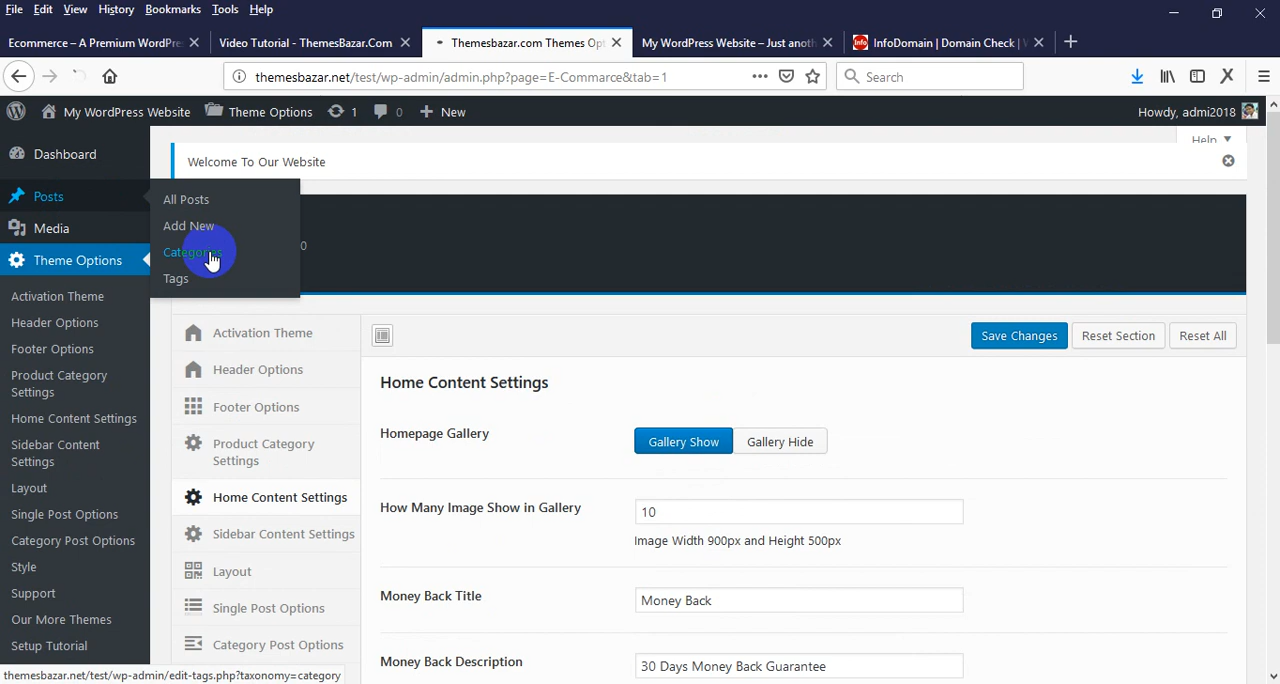 File Edit View History Bookmarks Tools Help
Ecommerce – A Premium WordPre
Video Tutorial - ThemesBazar.Com
Themesbazar.com Themes Opt
My WordPress Website – Just anoth
Info InfoDomain | Domain Check | W
themesbazar.net/test/wp-admin/admin.php?page=E-Commarce&tab=1
Search
My WordPress Website Theme Options 1 0 New
Howdy, admi2018
Help
Dashboard
Welcome To Our Website
Posts
All Posts
Add New
Categories
Tags
Media
Theme Options
0
Activation Theme
Header Options
Footer Options
Product Category
Settings
Home Content Settings
Sidebar Content
Settings
Layout
Single Post Options
Category Post Options
Style
Support
Our More Themes
Setup Tutorial
Activation Theme
Header Options
Footer Options
Product Category
Settings
Home Content Settings
Sidebar Content Settings
Layout
Single Post Options
Category Post Options
Save Changes Reset Section Reset All
Home Content Settings
Homepage Gallery
Gallery Show Gallery Hide
How Many Image Show in Gallery
10
Image Width 900px and Height 500px
Money Back Title
Money Back
Money Back Description
30 Days Money Back Guarantee
themesbazar.net/test/wp-admin/edit-tags.php?taxonomy=category